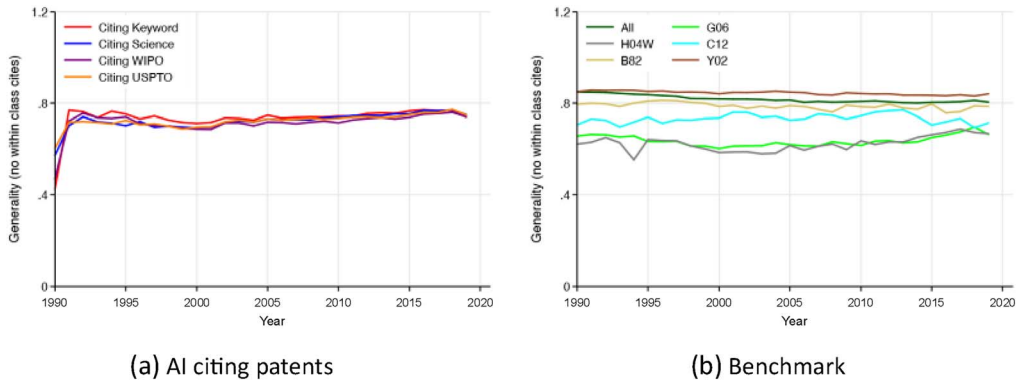 1.2
.8
.4
0
Generality (no within class cites)
Citing Keyword
Citing Science
Citing WIPO
Citing USPTO
1990 1995 2000 2005 2010 2015 2020
Year
(a) AI citing patents
1.2
.8
.4
0
Generality (no within class cites)
All G06
H04W C12
B82 Y02
1990 1995 2000 2005 2010 2015 2020
Year
(b) Benchmark